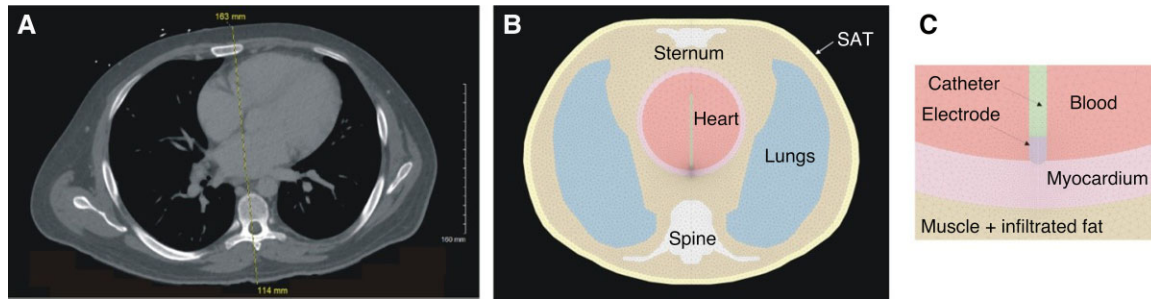 A
163 mm
160 mm
114 mm
B
SAT
Sternum
Heart
Lungs
Spine
C
Catheter
Blood
Electrode
Myocardium
Muscle + infiltrated fat